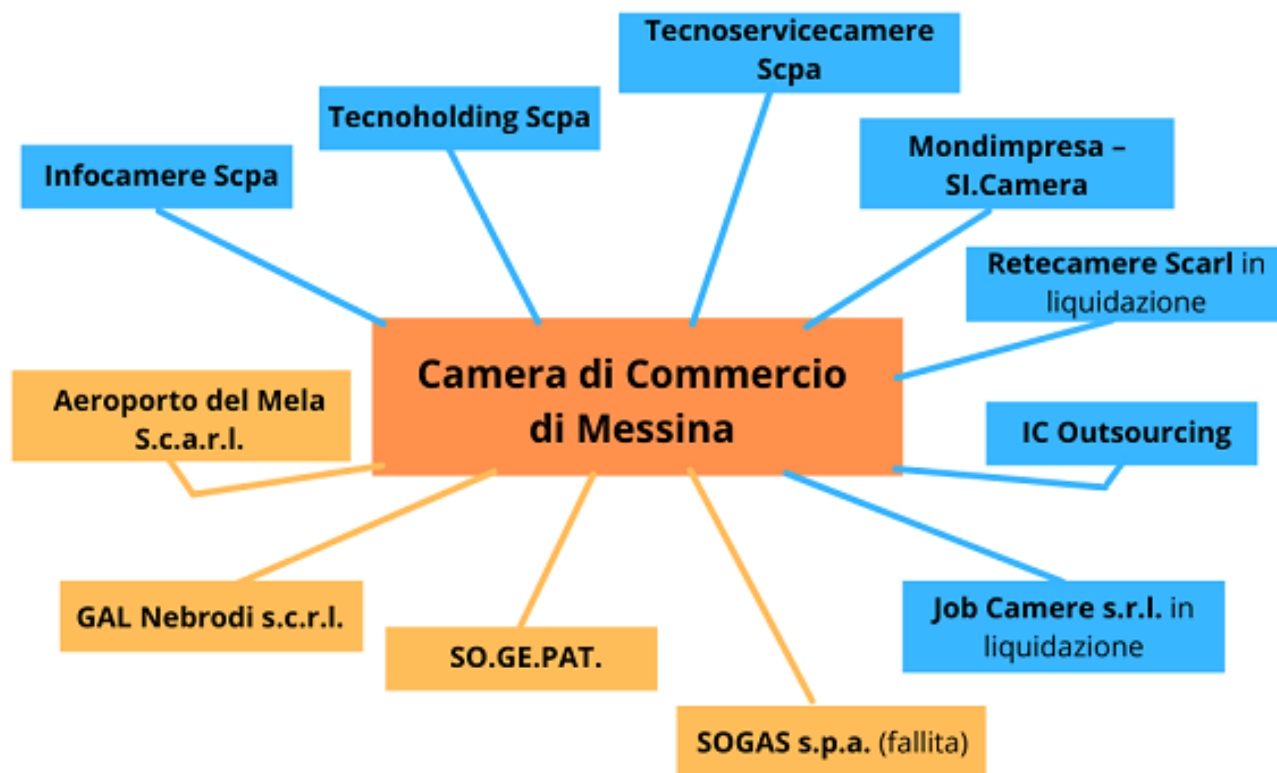 Tecnoservicecamere
Scpa
Tecnoholding Scpa
Mondimpresa –
SI.Camera
Infocamere Scpa
Retecamere Scarl in
liquidazione
Camera di Commercio
di Messina
Aeroporto del Mela
S.c.a.r.l.
IC Outsourcing
GAL Nebrodi s.c.r.l.
Job Camere s.r.l. in
liquidazione
SO.GE.PAT.
SOGAS s.p.a. (fallita)